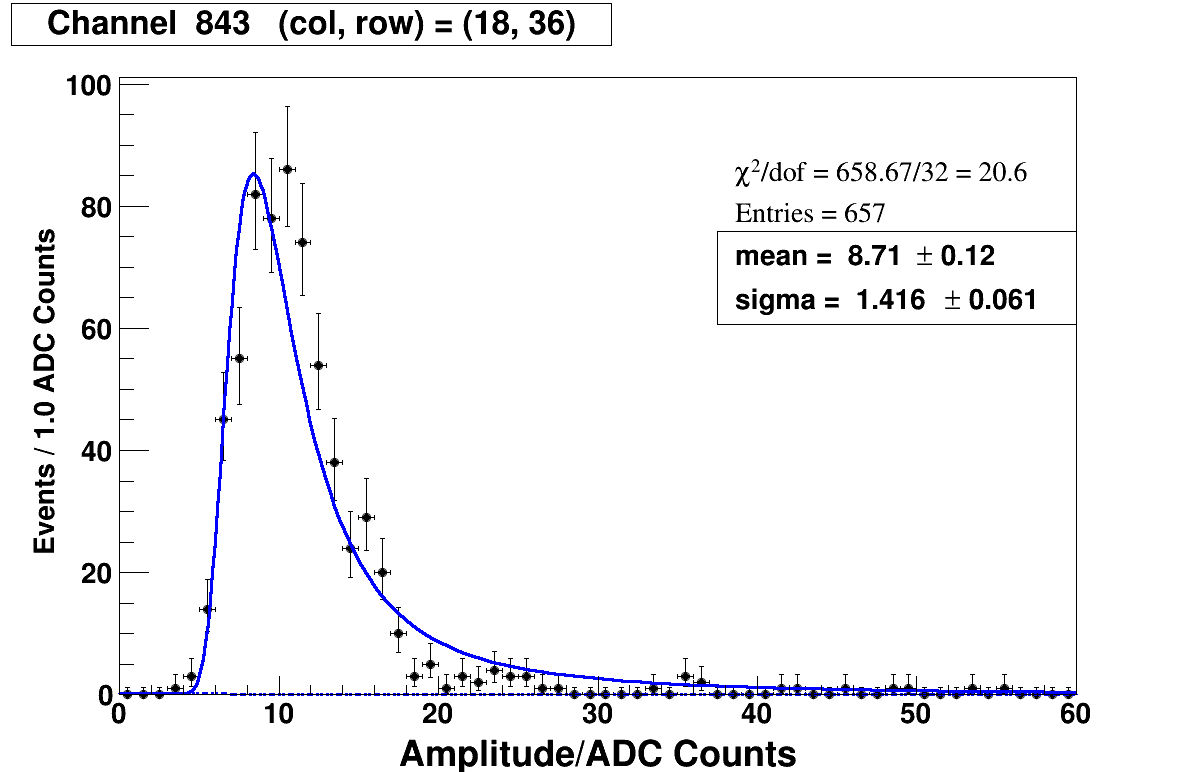 Channel 843 (col, row) = (18, 36)
100
80
60
40
20
0
Events / 1.0 ADC Counts
χ²/dof = 658.67/32 = 20.6
Entries = 657
mean = 8.71 ± 0.12
sigma = 1.416 ± 0.061
0 10 20 30 40 50 60
Amplitude/ADC Counts